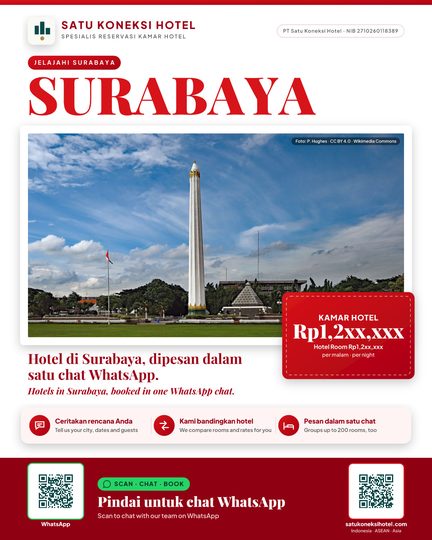 SATU KONEKSI HOTEL
SPESIALIS RESERVASI KAMAR HOTEL
PT Satu Koneksi Hotel · NIB 2710260118389
JELAJAHI SURABAYA
SURABAYA
Foto: P. Hughes · CC BY 4.0 · Wikimedia Commons
KAMAR HOTEL
Rp1,2xx,xxx
Hotel Room Rp1,2xx,xxx
per malam · per night
Hotel di Surabaya, dipesan dalam
satu chat WhatsApp.
Hotels in Surabaya, booked in one WhatsApp chat.
Ceritakan rencana Anda
Tell us your city, dates and guests
Kami bandingkan hotel
We compare rooms and rates for you
Pesan dalam satu chat
Groups up to 200 rooms, too
SCAN · CHAT · BOOK
Pindai untuk chat WhatsApp
Scan to chat with our team on WhatsApp
WhatsApp
satukoneksihotel.com
Indonesia · ASEAN · Asia